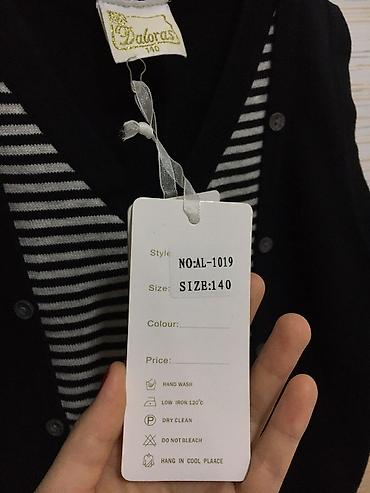 Daloras
140
Style
NO:AL-1019
Size: SIZE:140
Colour:
Price:
HAND WASH
LOW IRON 120°C
P DRY CLEAN
DO NOT BLEACH
HANG IN COOL PLAACE